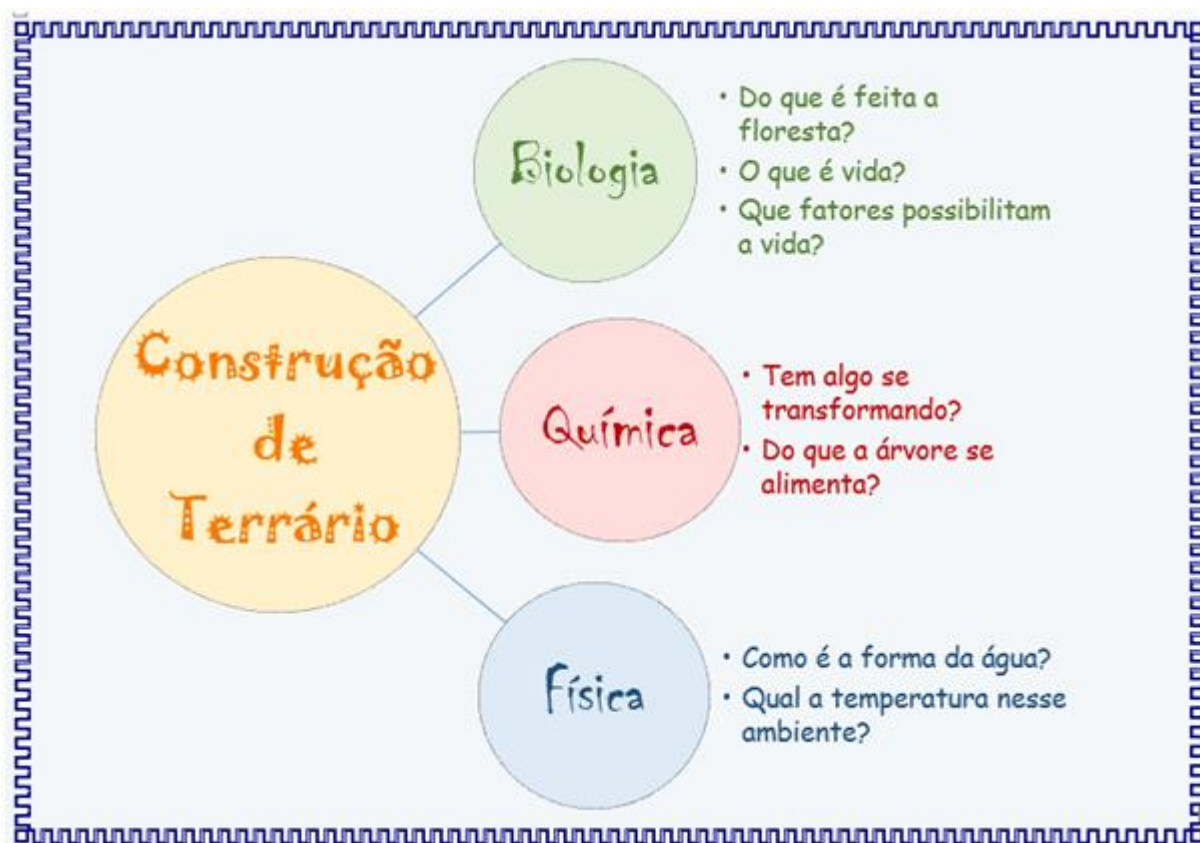 Construção
de
Terrário
Biologia
• Do que é feita a
floresta?
• O que é vida?
• Que fatores possibilitam
a vida?
Química
• Tem algo se
transformando?
• Do que a árvore se
alimenta?
Física
• Como é a forma da água?
• Qual a temperatura nesse
ambiente?